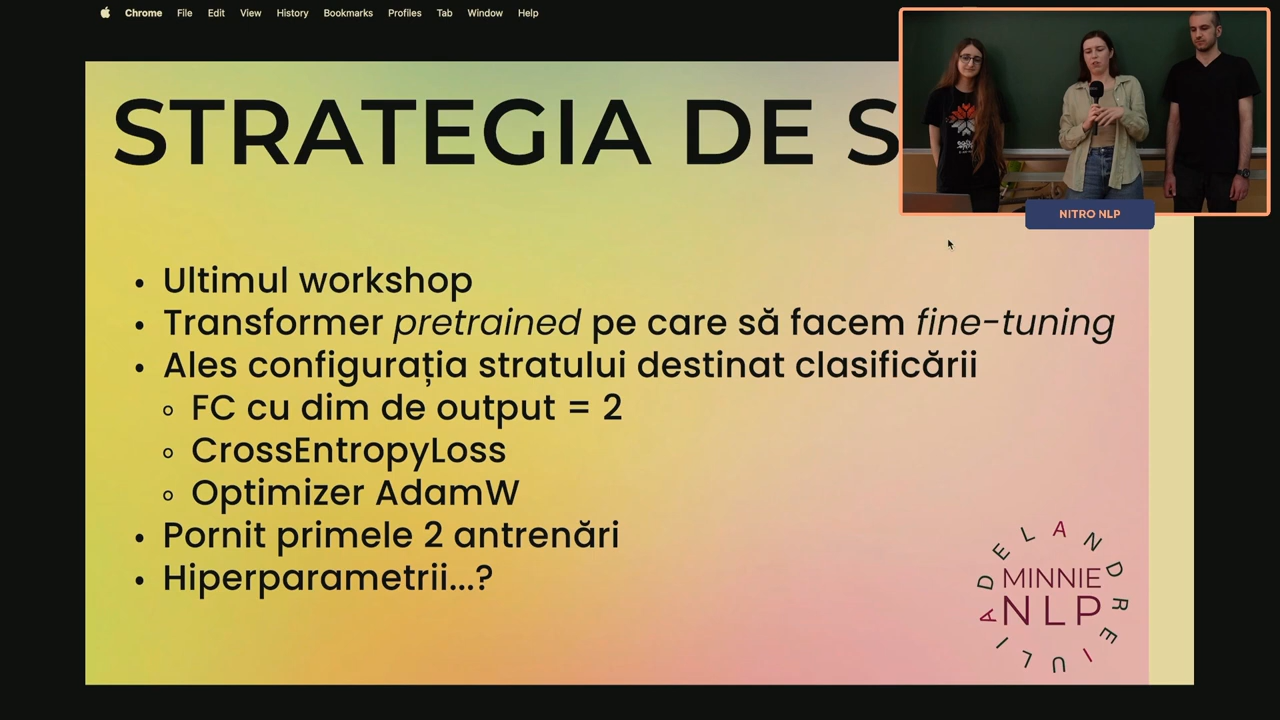 Chrome File Edit View History Bookmarks Profiles Tab Window Help
STRATEGIA DE S
NITRO NLP
• Ultimul workshop
• Transformer pretrained pe care să facem fine-tuning
• Ales configurația stratului destinat clasificării
◦ FC cu dim de output = 2
◦ CrossEntropyLoss
◦ Optimizer AdamW
• Pornit primele 2 antrenări
• Hiperparametrii...?
ADELANDREIULI
MINNIE
NLP